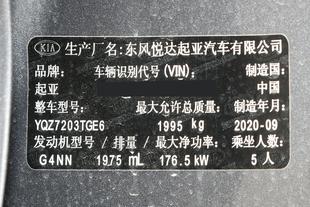 KIA 生产厂名:东风悦达起亚汽车有限公司
品牌: 车辆识别代号(VIN): 制造国:
起亚 中国
整车型号: 最大允许总质量: 制造年月:
YQZ7203TGE6 1995 kg 2020-09
发动机型号 / 排量 / 最大净功率: 乘坐人数:
G4NN 1975 mL 176.5 kW 5 人